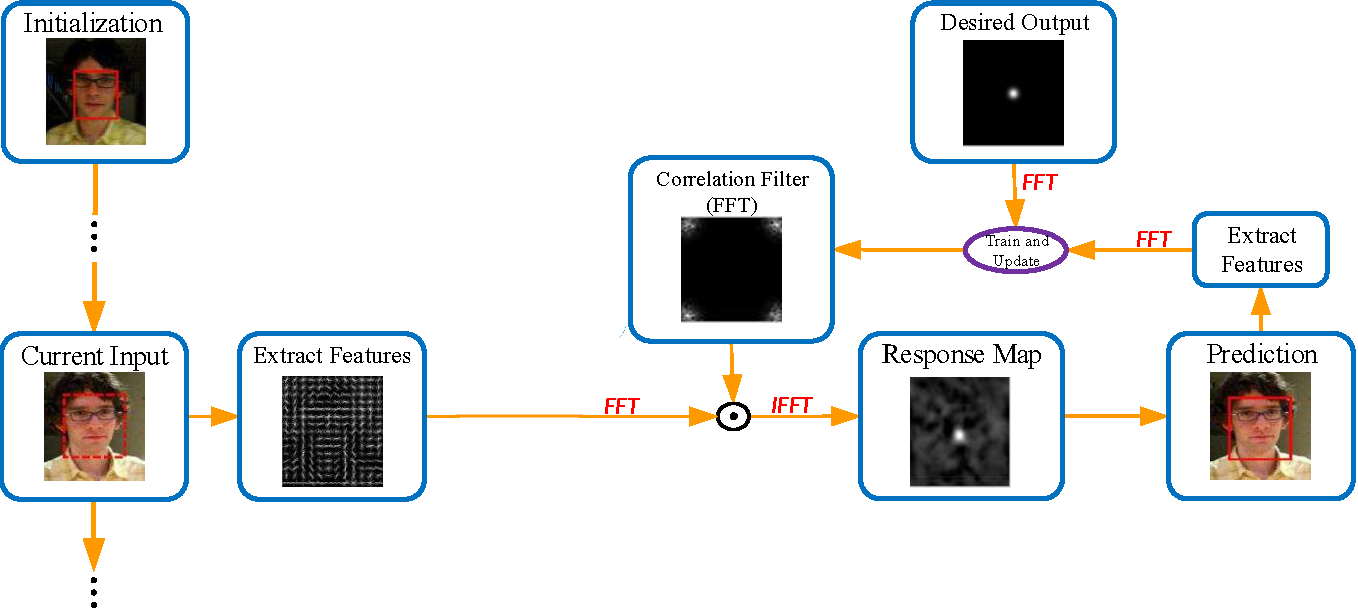 Initialization
Desired Output
FFT
Correlation Filter
(FFT)
Train and
Update
FFT
Extract
Features
Current Input
Extract Features
FFT
IFFT
Response Map
Prediction